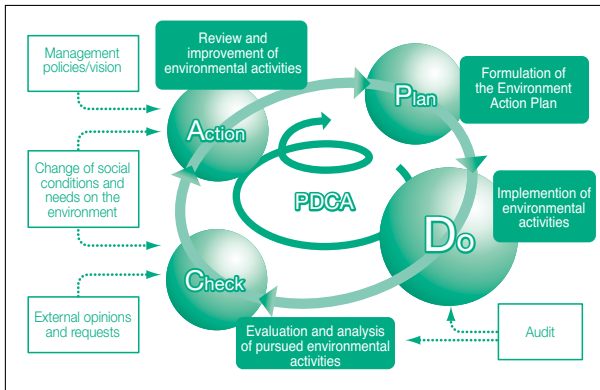 Management
policies/vision
Review and
improvement of
environmental activities
Action
Plan
Formulation of
the Environment
Action Plan
Change of social
conditions and
needs on the
environment
PDCA
Do
Implemention of
environmental
activities
Check
External opinions
and requests
Evaluation and analysis
of pursued environmental
activities
Audit